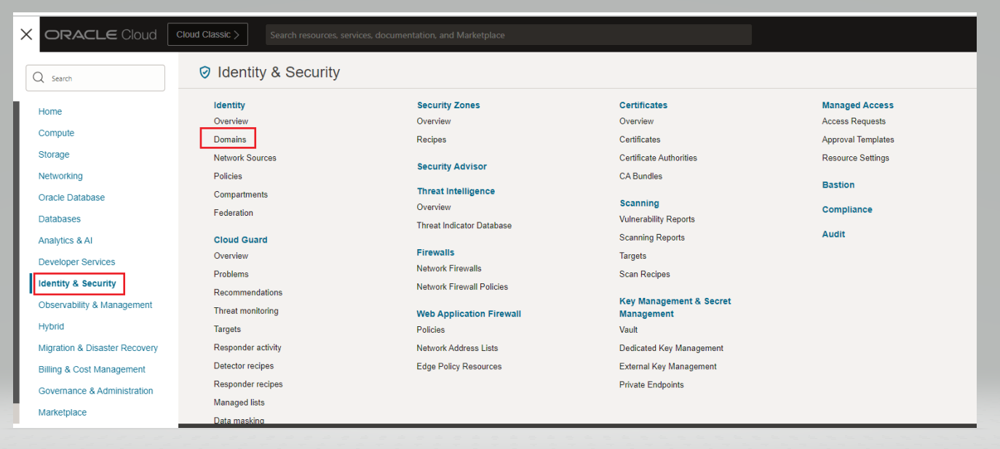 ORACLE Cloud
Cloud Classic >
Search resources, services, documentation, and Marketplace
Search
Home
Compute
Storage
Networking
Oracle Database
Databases
Analytics & AI
Developer Services
Identity & Security
Observability & Management
Hybrid
Migration & Disaster Recovery
Billing & Cost Management
Governance & Administration
Marketplace
Identity & Security
Identity
Overview
Domains
Network Sources
Policies
Compartments
Federation
Cloud Guard
Overview
Problems
Recommendations
Threat monitoring
Targets
Responder activity
Detector recipes
Responder recipes
Managed lists
Data masking
Security Zones
Overview
Recipes
Security Advisor
Threat Intelligence
Overview
Threat Indicator Database
Firewalls
Network Firewalls
Network Firewall Policies
Web Application Firewall
Policies
Network Address Lists
Edge Policy Resources
Certificates
Overview
Certificates
Certificate Authorities
CA Bundles
Scanning
Vulnerability Reports
Scanning Reports
Targets
Scan Recipes
Key Management & Secret
Management
Vault
Dedicated Key Management
External Key Management
Private Endpoints
Managed Access
Access Requests
Approval Templates
Resource Settings
Bastion
Compliance
Audit